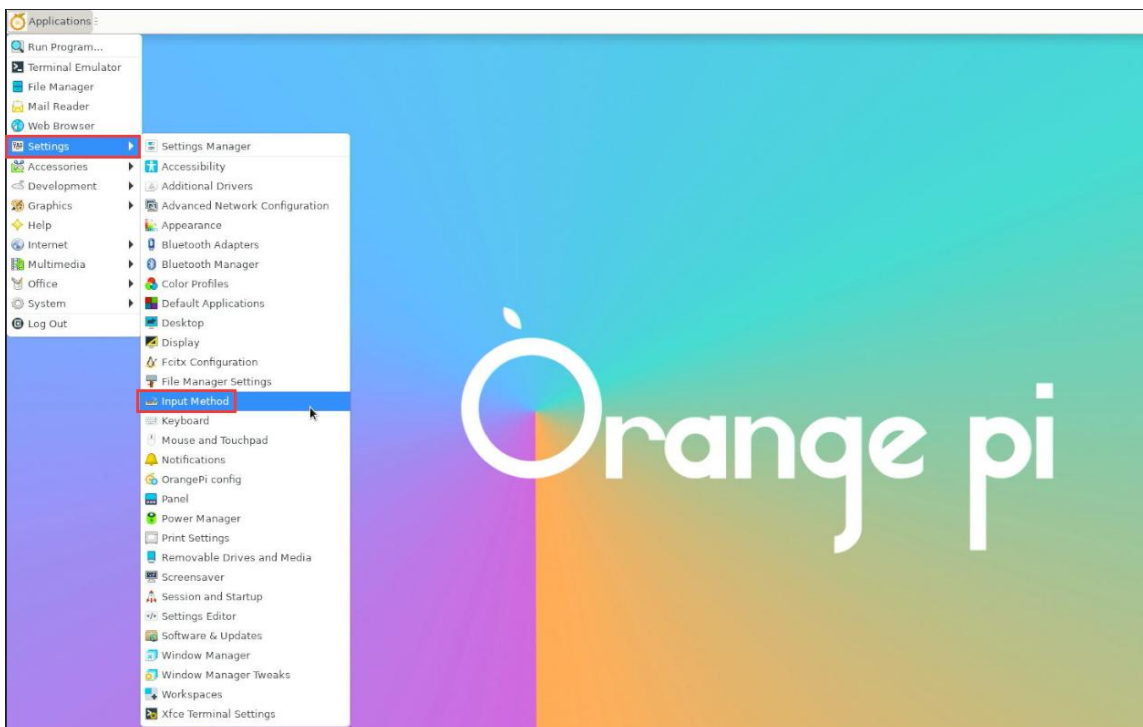 Applications
Run Program...
Terminal Emulator
File Manager
Mail Reader
Web Browser
Settings
Accessories
Development
Graphics
Help
Internet
Multimedia
Office
System
Log Out
Settings Manager
Accessibility
Additional Drivers
Advanced Network Configuration
Appearance
Bluetooth Adapters
Bluetooth Manager
Color Profiles
Default Applications
Desktop
Display
Fcitx Configuration
File Manager Settings
Input Method
Keyboard
Mouse and Touchpad
Notifications
OrangePi config
Panel
Power Manager
Print Settings
Removable Drives and Media
Screensaver
Session and Startup
Settings Editor
Software & Updates
Window Manager
Window Manager Tweaks
Workspaces
Xfce Terminal Settings
Orange pi